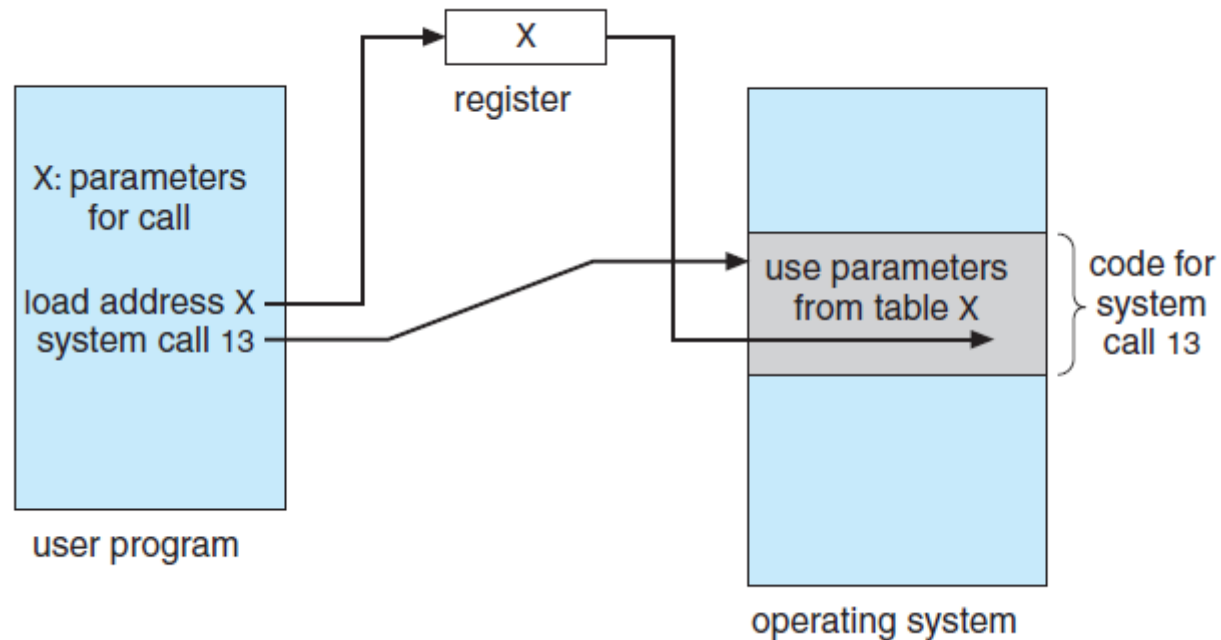 X
register
X: parameters
for call
load address X
system call 13
user program
use parameters
from table X
code for
system
call 13
operating system